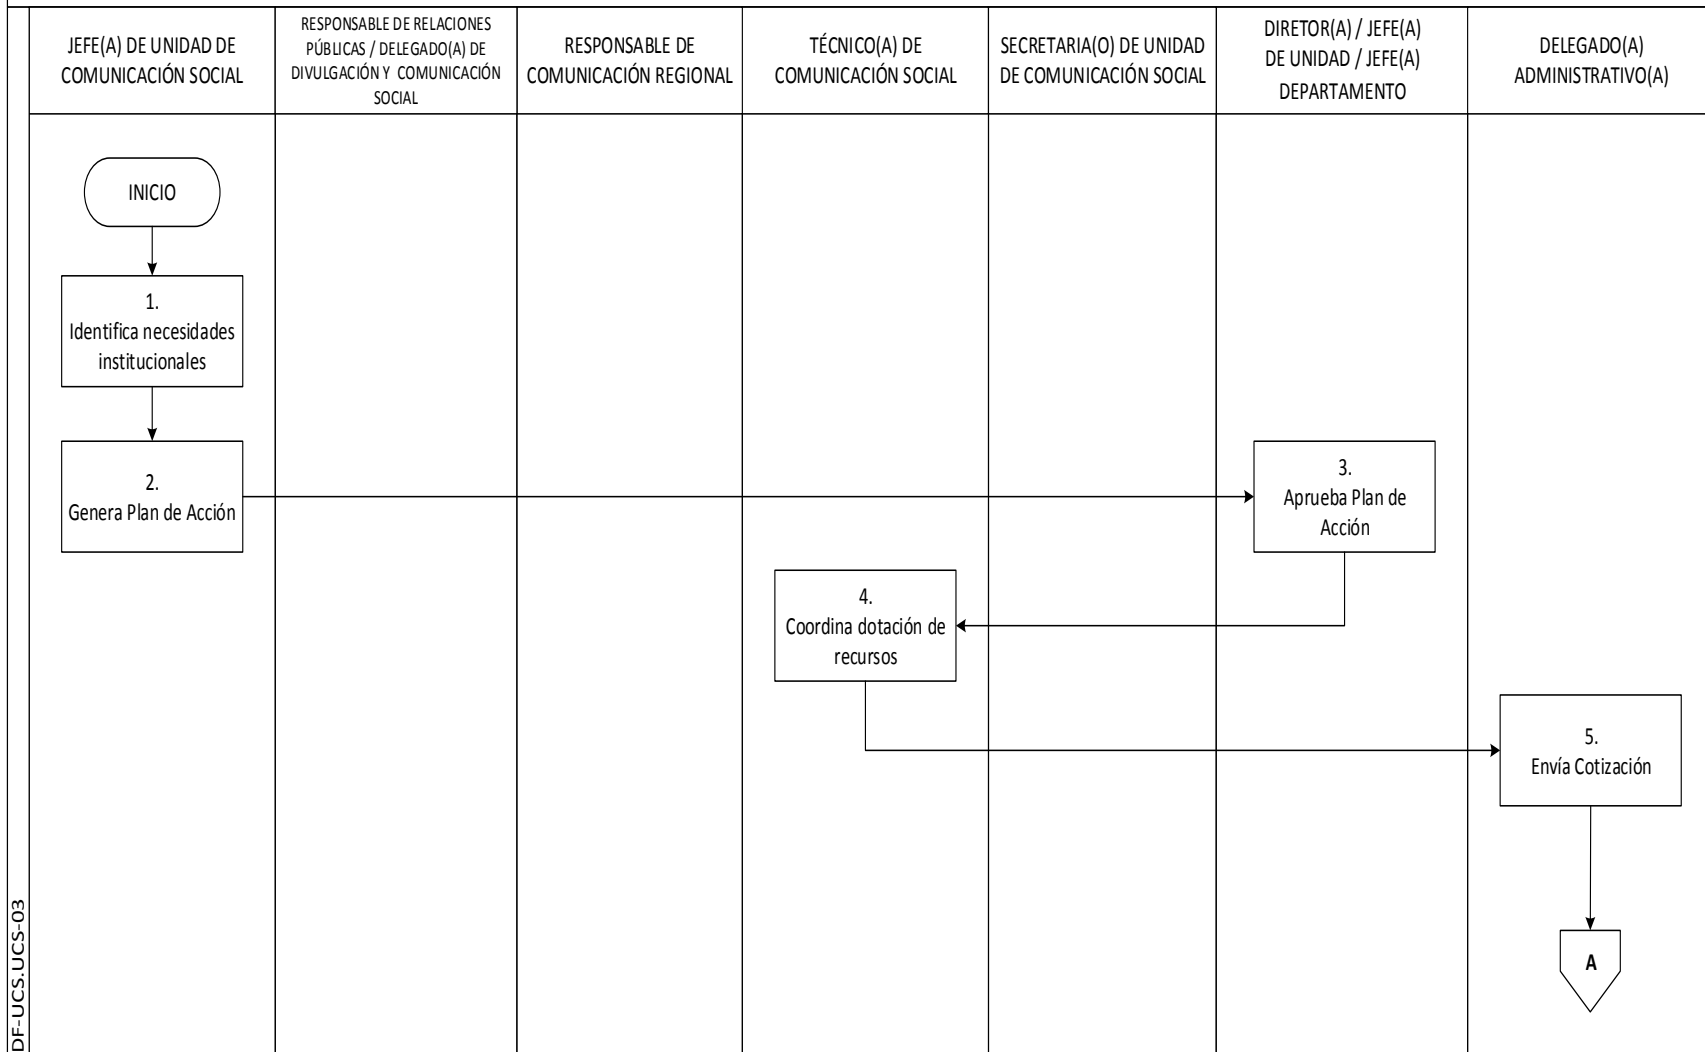 JEFE(A) DE UNIDAD DE
COMUNICACIÓN SOCIAL
RESPONSABLE DE RELACIONES
PÚBLICAS / DELEGADO(A) DE
DIVULGACIÓN Y COMUNICACIÓN
SOCIAL
RESPONSABLE DE
COMUNICACIÓN REGIONAL
TÉCNICO(A) DE
COMUNICACIÓN SOCIAL
SECRETARIA(O) DE UNIDAD
DE COMUNICACIÓN SOCIAL
DIRETOR(A) / JEFE(A)
DE UNIDAD / JEFE(A)
DEPARTAMENTO
DELEGADO(A)
ADMINISTRATIVO(A)
INICIO
1.
Identifica necesidades
institucionales
2.
Genera Plan de Acción
3.
Aprueba Plan de
Acción
4.
Coordina dotación de
recursos
5.
Envía Cotización
A
DF-UCS.UCS-03